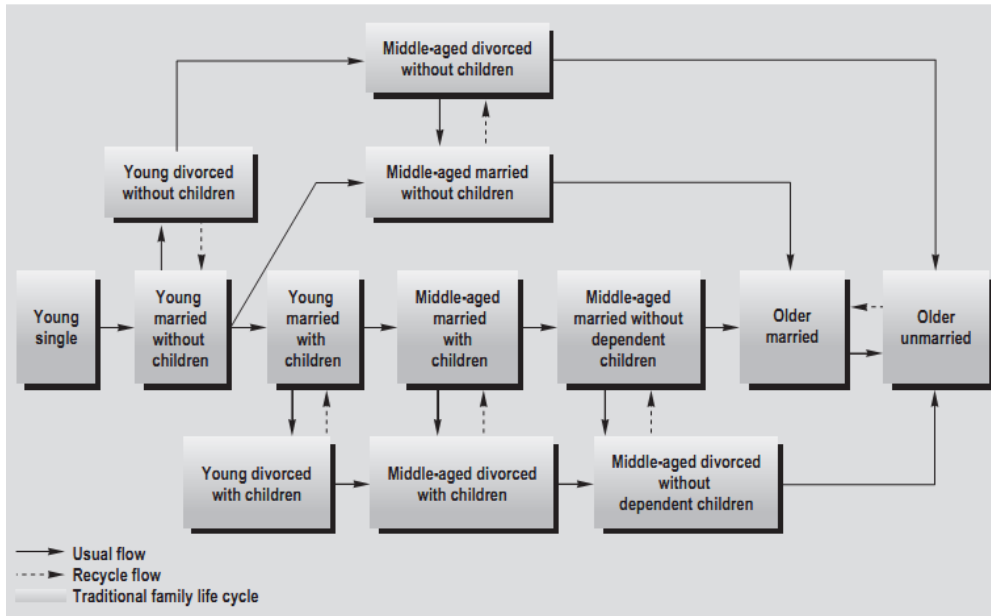 Middle-aged divorced
without children
Young divorced
without children
Middle-aged married
without children
Young
single
Young
married
without
children
Young
married
with
children
Middle-aged
married
with
children
Middle-aged
married without
dependent
children
Older
married
Older
unmarried
Young divorced
with children
Middle-aged divorced
with children
Middle-aged divorced
without
dependent children
Usual flow
Recycle flow
Traditional family life cycle